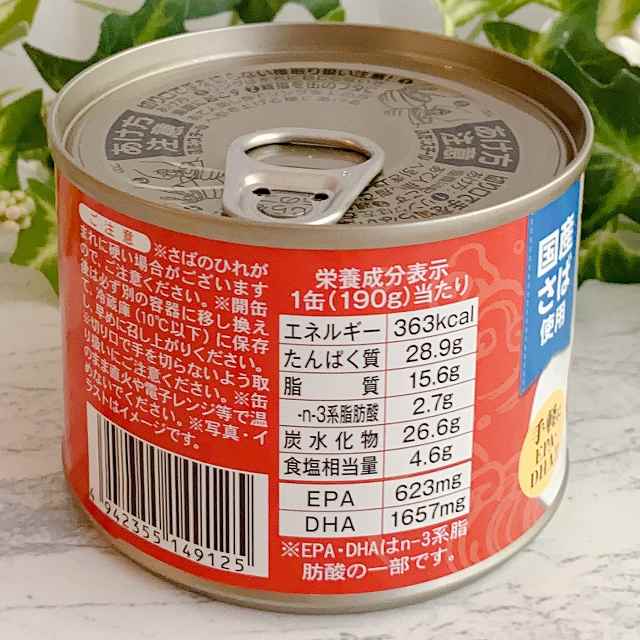 あけ方
注意
あけ方
注意
ご注意
※さばのひれが
まれに硬い場合がございます
ので、ご注意ください。※開缶
後は必ず別の容器に移し換え
て、冷蔵庫(10℃以下)に保存
し、早めに召し上がりください。
※切り口で手を切らないよう取
り扱いにご注意ください。※缶
のまま直火や電子レンジ等で温
めないでください。※写真・イ
ラストはイメージです。
4 942355 149125
栄養成分表示
1缶(190g)当たり
エネルギー 363kcal
たんぱく質 28.9g
脂質 15.6g
-n-3系脂肪酸 2.7g
炭水化物 26.6g
食塩相当量 4.6g
EPA 623mg
DHA 1657mg
※EPA・DHAはn-3系脂
肪酸の一部です。
国産
さば
使用
手軽に
EPA・
DHA